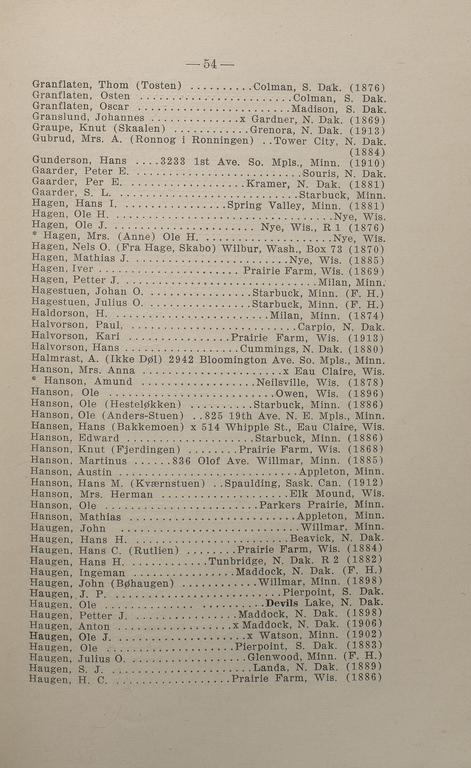 — 54 —
Granflaten, Thom (Tosten) ..........Colman, S. Dak. (1876)
Granflaten, Osten ........................Colman, S. Dak.
Granflaten, Oscar ........................Madison, S. Dak.
Granslund, Johannes ...............x Gardner, N. Dak. (1869)
Graupe, Knut (Skaalen) ............Grenora, N. Dak. (1913)
Gubrud, Mrs. A. (Ronnog i Ronningen) ..Tower City, N. Dak.
(1884)
Gunderson, Hans ....3233 1st Ave. So. Mpls., Minn. (1910)
Gaarder, Peter E. ...........................Souris, N. Dak.
Gaarder, Per E. ..................Kramer, N. Dak. (1881)
Gaarder, S. L. ..............................Starbuck, Minn.
Hagen, Hans I. .................Spring Valley, Minn. (1881)
Hagen, Ole H. ...................................Nye, Wis.
Hagen, Ole J. ........................Nye, Wis., R 1 (1876)
* Hagen, Mrs. (Anne) Ole H. ....................Nye, Wis.
Hagen, Nels O. (Fra Hage, Skabo) Wilbur, Wash., Box 73 (1870)
Hagen, Mathias J. .........................Nye, Wis. (1885)
Hagen, Iver ....................... Prairie Farm, Wis. (1869)
Hagen, Petter J. ...............................Milan, Minn.
Hagestuen, Johan O. .................Starbuck, Minn. (F. H.)
Hagestuen, Julius O. .................Starbuck, Minn. (F. H.)
Haldorson, H. ..........................Milan, Minn. (1874)
Halvorson, Paul, ...........................Carpio, N. Dak.
Halvorson, Kari .................Prairie Farm, Wis. (1913)
Halvorson, Hans ..................Cummings, N. Dak. (1880)
Halmrast, A. (Ikke Døl) 2942 Bloomington Ave. So. Mpls., Minn.
Hanson, Mrs. Anna ........................x Eau Claire, Wis.
* Hanson, Amund ...................Neilsville, Wis. (1878)
Hanson, Ole ............................Owen, Wis. (1896)
Hanson, Ole (Hesteløkken) ...............Starbuck, Minn. (1886)
Hanson, Ole (Anders-Stuen) ..825 19th Ave. N. E. Mpls., Minn.
Hansen, Hans (Bakkemoen) x 514 Whipple St., Eau Claire, Wis.
Hanson, Edward ....................Starbuck, Minn. (1886)
Hanson, Knut (Fjerdingen) ........Prairie Farm, Wis. (1868)
Hanson, Martinus ......836 Olof Ave. Willmar, Minn. (1885)
Hanson, Austin .............................Appleton, Minn.
Hanson, Hans M. (Kværnstuen) ..Spaulding, Sask. Can. (1912)
Hanson, Mrs. Herman ....................Elk Mound, Wis.
Hanson, Ole .........................Parkers Prairie, Minn.
Hanson, Mathias ...........................Appleton, Minn.
Haugen, John ..............................Willmar, Minn.
Haugen, Hans H. ..........................Beavick, N. Dak.
Haugen, Hans C. (Rutlien) ........Prairie Farm, Wis. (1884)
Haugen, Hans H. .............Tunbridge, N. Dak. R 2 (1882)
Haugen, Ingeman .................Maddock, N. Dak. (F. H.)
Haugen, John (Bøhaugen) .............Willmar, Minn. (1898)
Haugen, J. P. .........................Pierpoint, S. Dak.
Haugen, Ole .........................Devils Lake, N. Dak.
Haugen, Petter J. ..................Maddock, N. Dak. (1898)
Haugen, Anton ...................x Maddock, N. Dak. (1906)
Haugen, Ole J. ......................x Watson, Minn. (1902)
Haugen, Ole .....................Pierpoint, S. Dak. (1883)
Haugen, Julius O. ...................Glenwood, Minn. (F. H.)
Haugen, S. J. .......................Landa, N. Dak. (1889)
Haugen, H. C. ...................Prairie Farm, Wis. (1886)